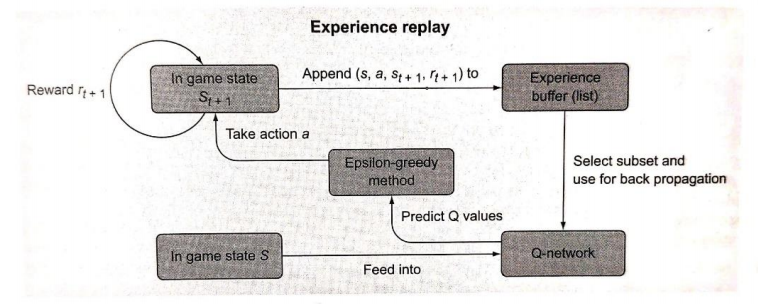 Experience replay
Reward r_{t + 1}
In game state
S_{t + 1}
Append (s, a, s_{t + 1}, r_{t + 1}) to
Experience
buffer (list)
Take action a
Epsilon-greedy
method
Select subset and
use for back propagation
Predict Q values
In game state S
Feed into
Q-network